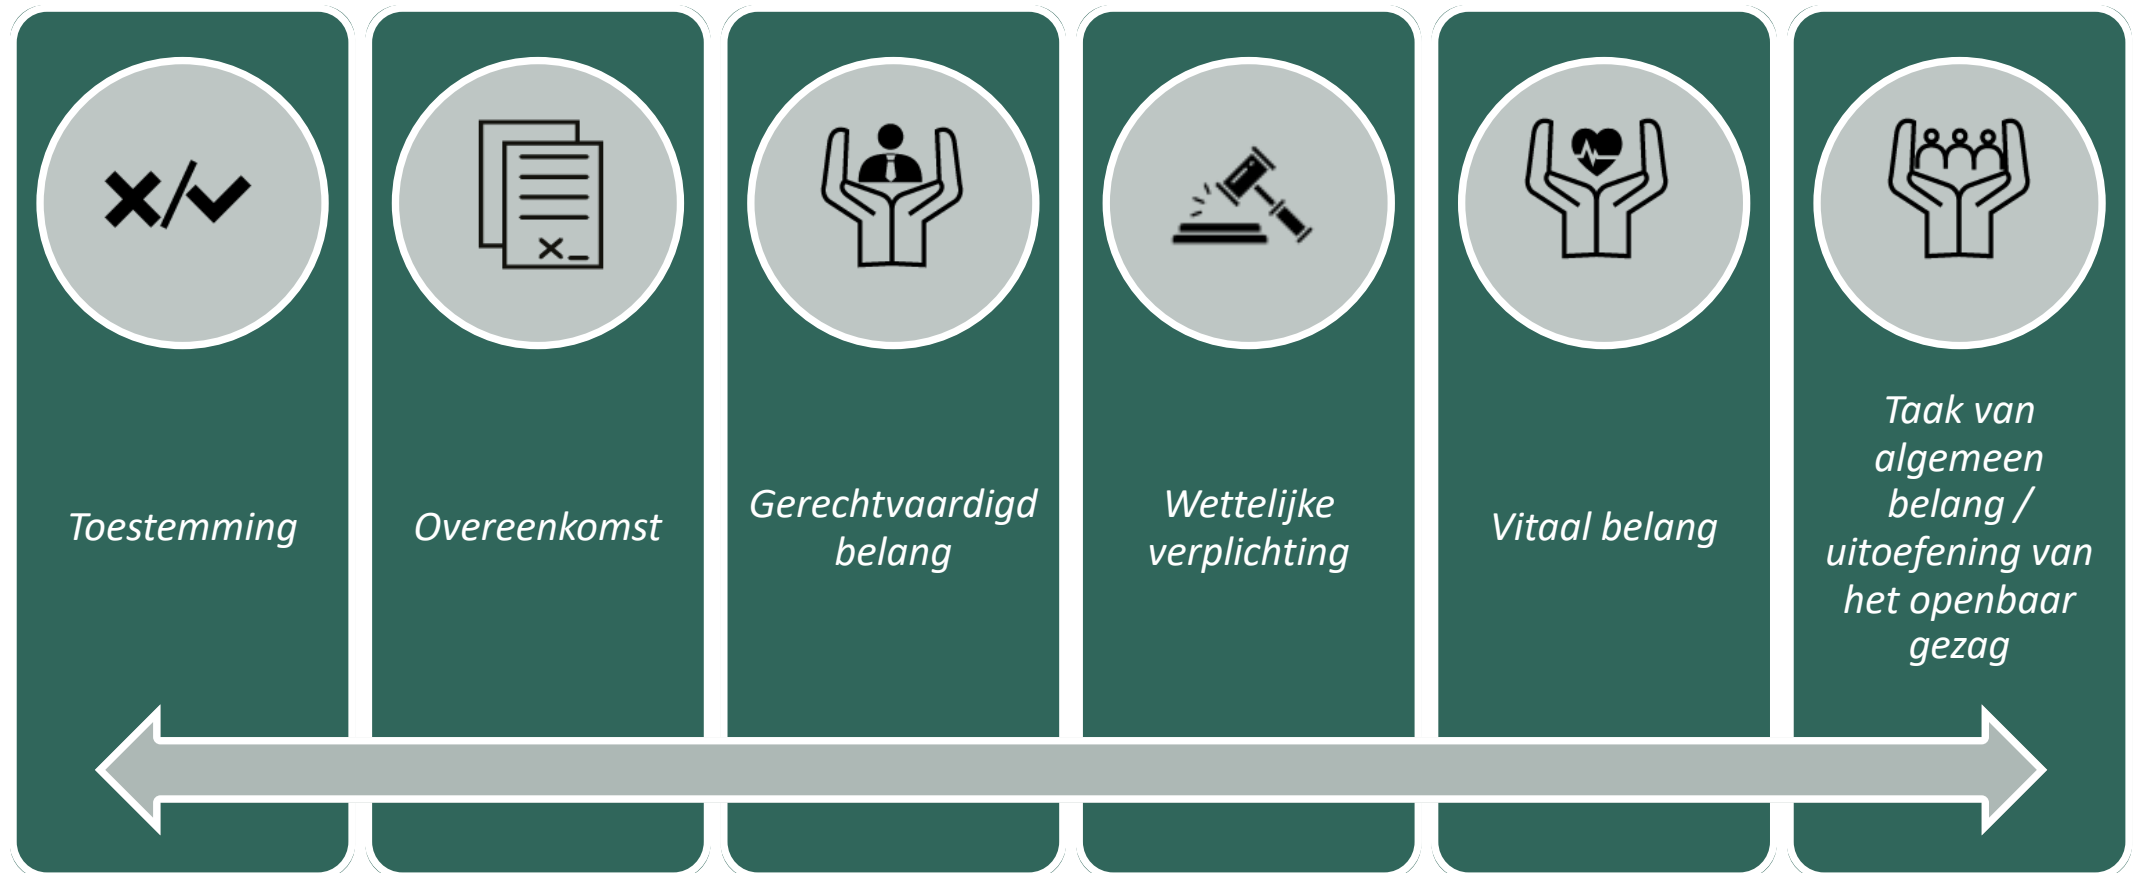 Toestemming
Overeenkomst
Gerechtvaardigd
belang
Wettelijke
verplichting
Vitaal belang
Taak van
algemeen
belang /
uitoefening van
het openbaar
gezag